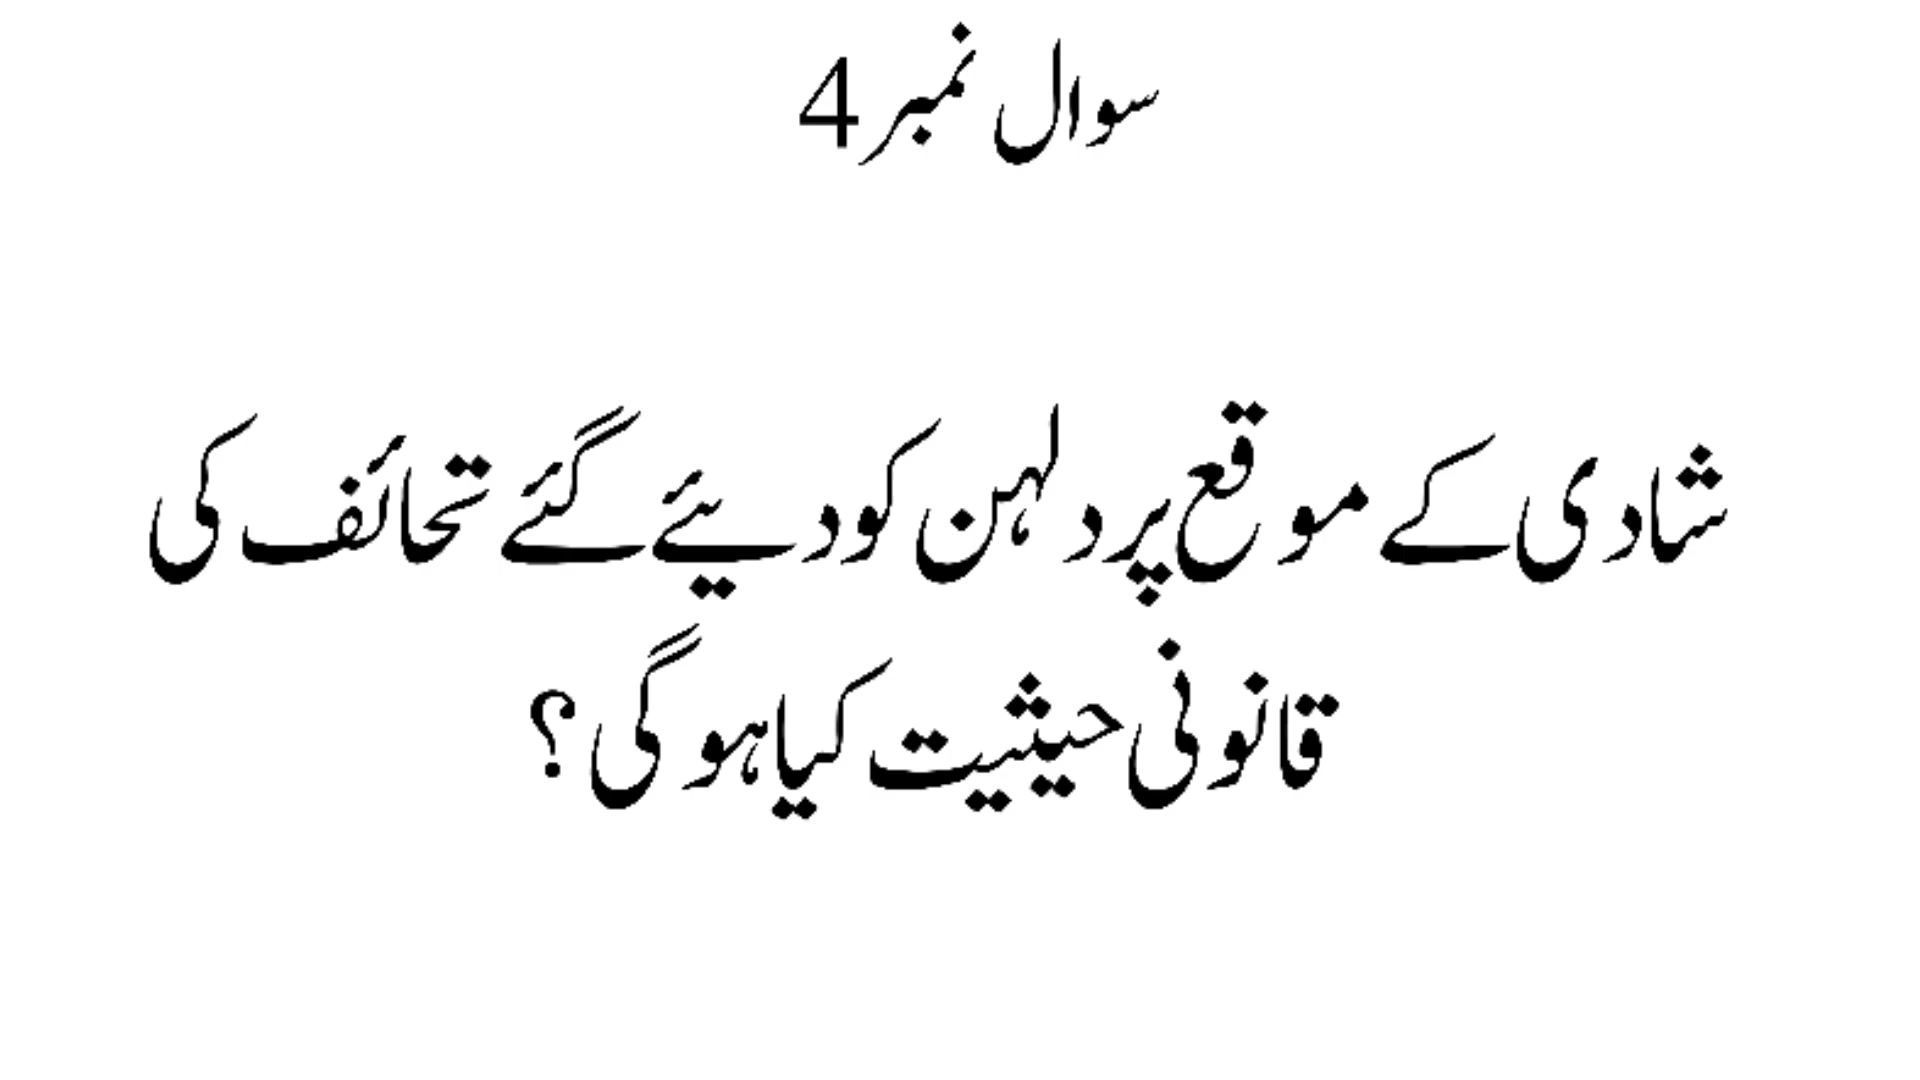 سوال نمبر 4
شادی کے موقع پر دلہن کو دیئے گئے تحائف کی
قانونی حیثیت کیا ہو گی؟